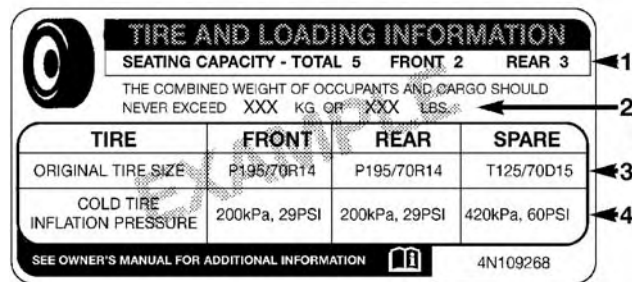 TIRE AND LOADING INFORMATION
SEATING CAPACITY - TOTAL 5 FRONT 2 REAR 3
1
THE COMBINED WEIGHT OF OCCUPANTS AND CARGO SHOULD
NEVER EXCEED XXX KG OR XXX LBS.
2
TIRE FRONT REAR SPARE
ORIGINAL TIRE SIZE P195/70R14 P195/70R14 T125/70D15
3
COLD TIRE
INFLATION PRESSURE 200kPa, 29PSI 200kPa, 29PSI 420kPa, 60PSI
4
EXAMPLE
SEE OWNER'S MANUAL FOR ADDITIONAL INFORMATION 4N109268